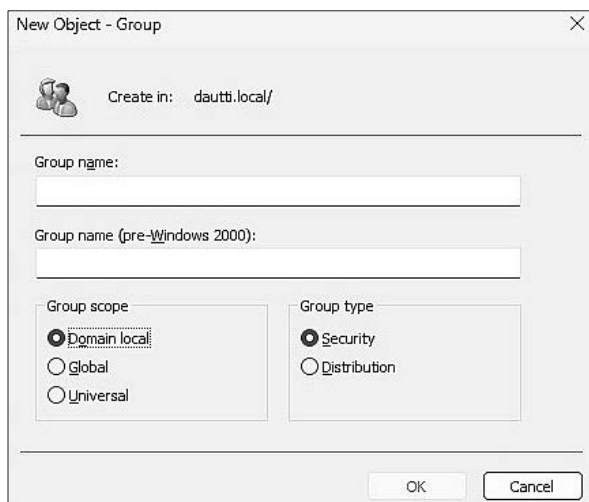 New Object - Group
Create in: dautti.local/
Group name:
Group name (pre-Windows 2000):
Group scope
Domain local
Global
Universal
Group type
Security
Distribution
OK
Cancel